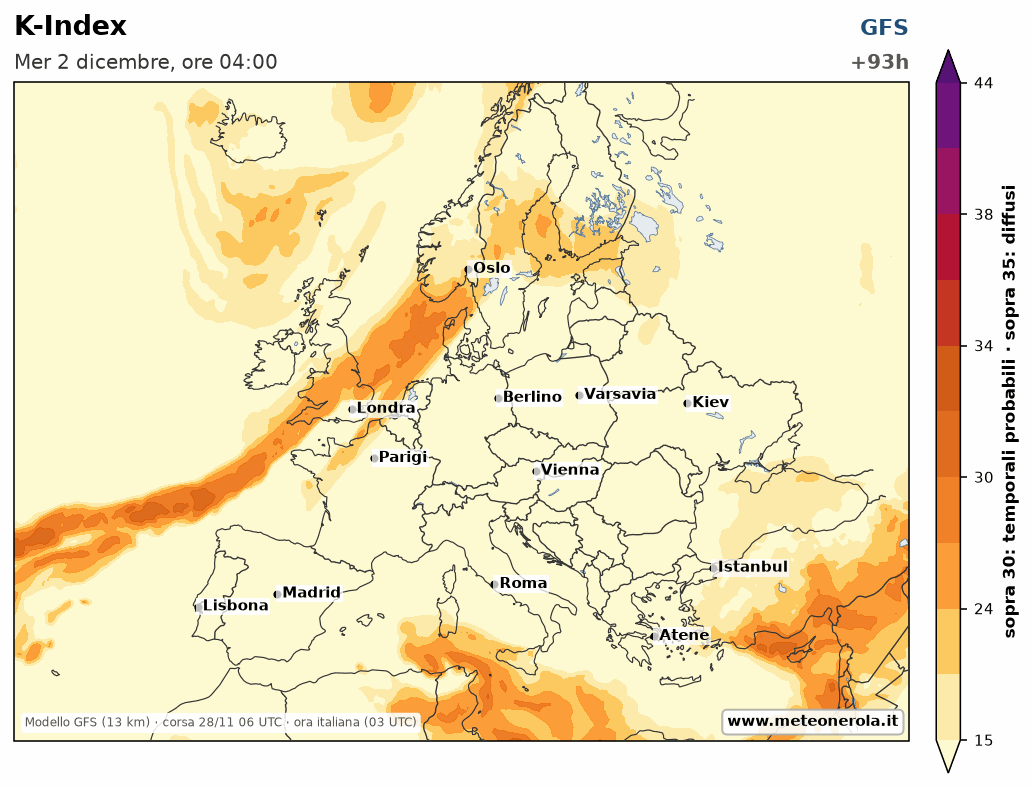 K-Index
GFS
Mer 2 dicembre, ore 04:00
+93h
44
38
34
30
24
15
sopra 30: temporali probabili · sopra 35: diffusi
Oslo
Berlino
Varsavia
Kiev
Londra
Parigi
Vienna
Istanbul
Roma
Madrid
Lisbona
Atene
Modello GFS (13 km) · corsa 28/11 06 UTC · ora italiana (03 UTC)
www.meteonerola.it